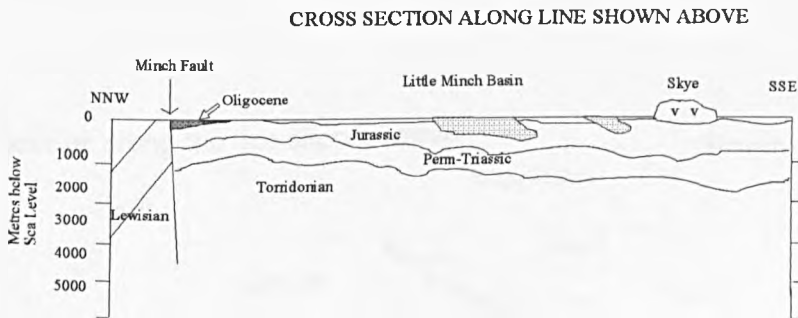 CROSS SECTION ALONG LINE SHOWN ABOVE
Minch Fault
NNW
Oligocene
Little Minch Basin
Skye
SSE
v v
0
1000
2000
3000
4000
5000
Metres below
Sea Level
Jurassic
Perm-Triassic
Torridonian
Lewisian